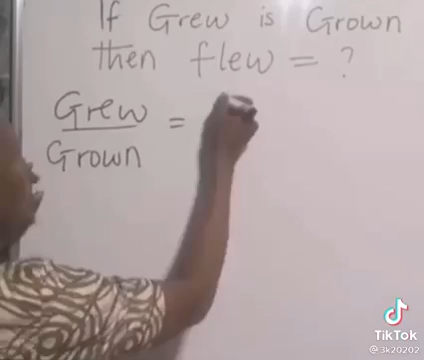 If Grew is Grown
then flew = ?
Grew
=
Grown
TikTok
@3k20202